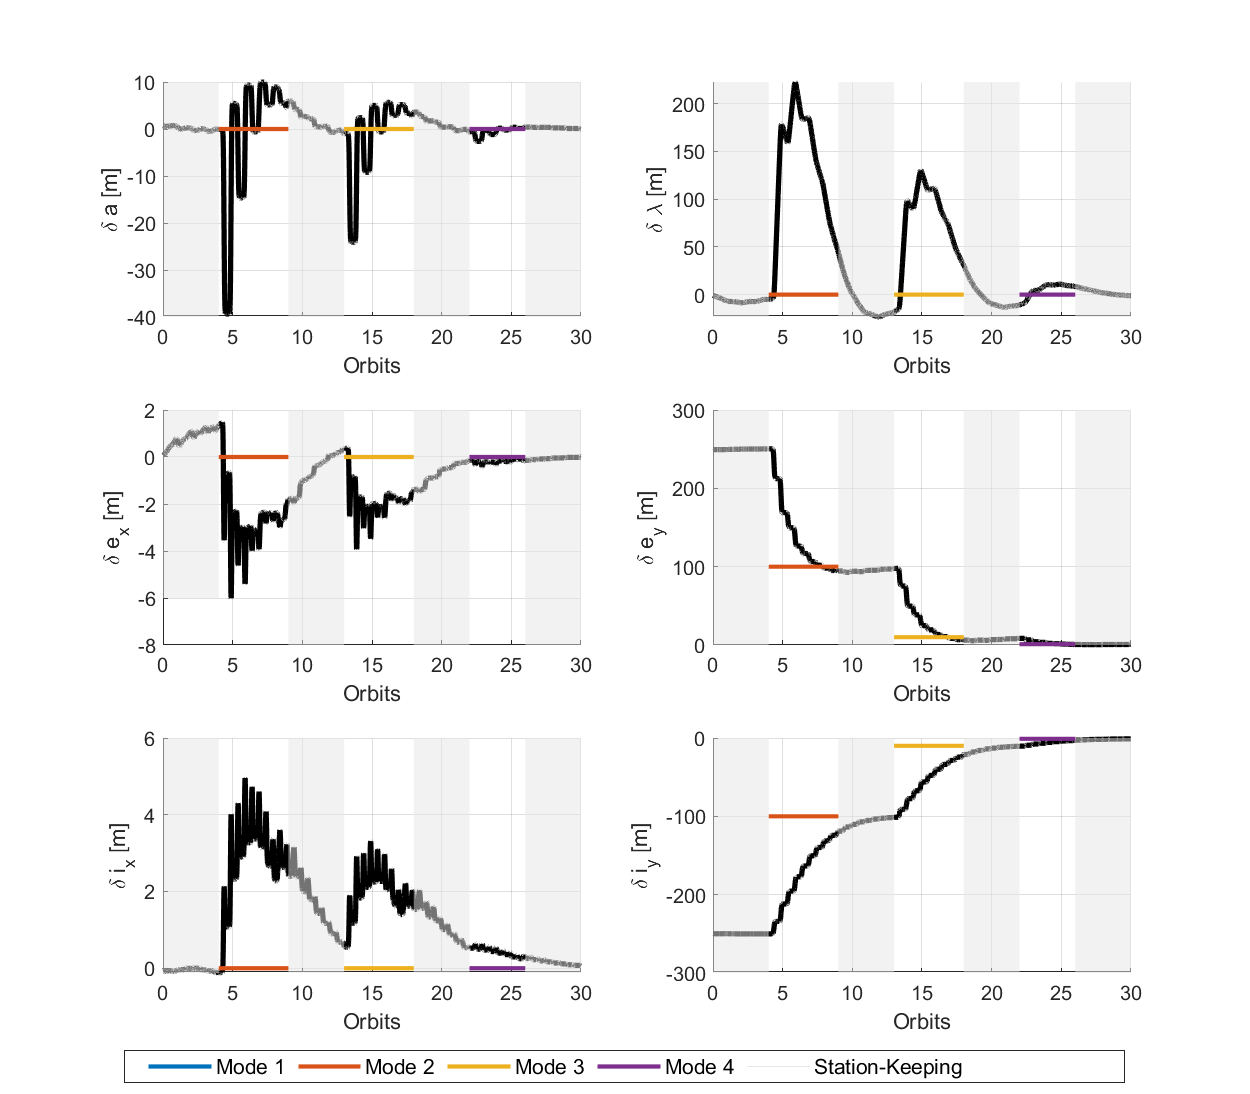 10
0
-10
-20
-30
-40
δ a [m]
0 5 10 15 20 25 30
Orbits
200
150
100
50
0
δ λ [m]
0 5 10 15 20 25 30
Orbits
2
0
-2
-4
-6
-8
δ e_x [m]
0 5 10 15 20 25 30
Orbits
300
200
100
0
δ e_y [m]
0 5 10 15 20 25 30
Orbits
6
4
2
0
δ i_x [m]
0 5 10 15 20 25 30
Orbits
0
-100
-200
-300
δ i_y [m]
0 5 10 15 20 25 30
Orbits
Mode 1 Mode 2 Mode 3 Mode 4 Station-Keeping